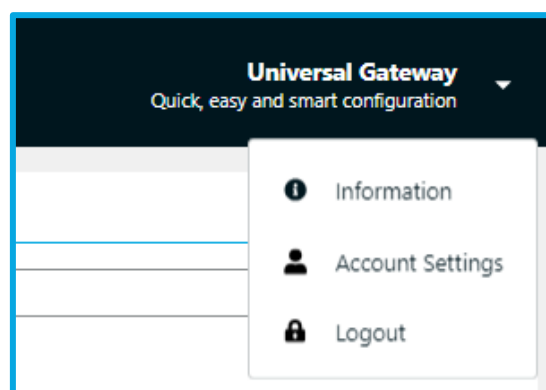 Universal Gateway
Quick, easy and smart configuration
Information
Account Settings
Logout